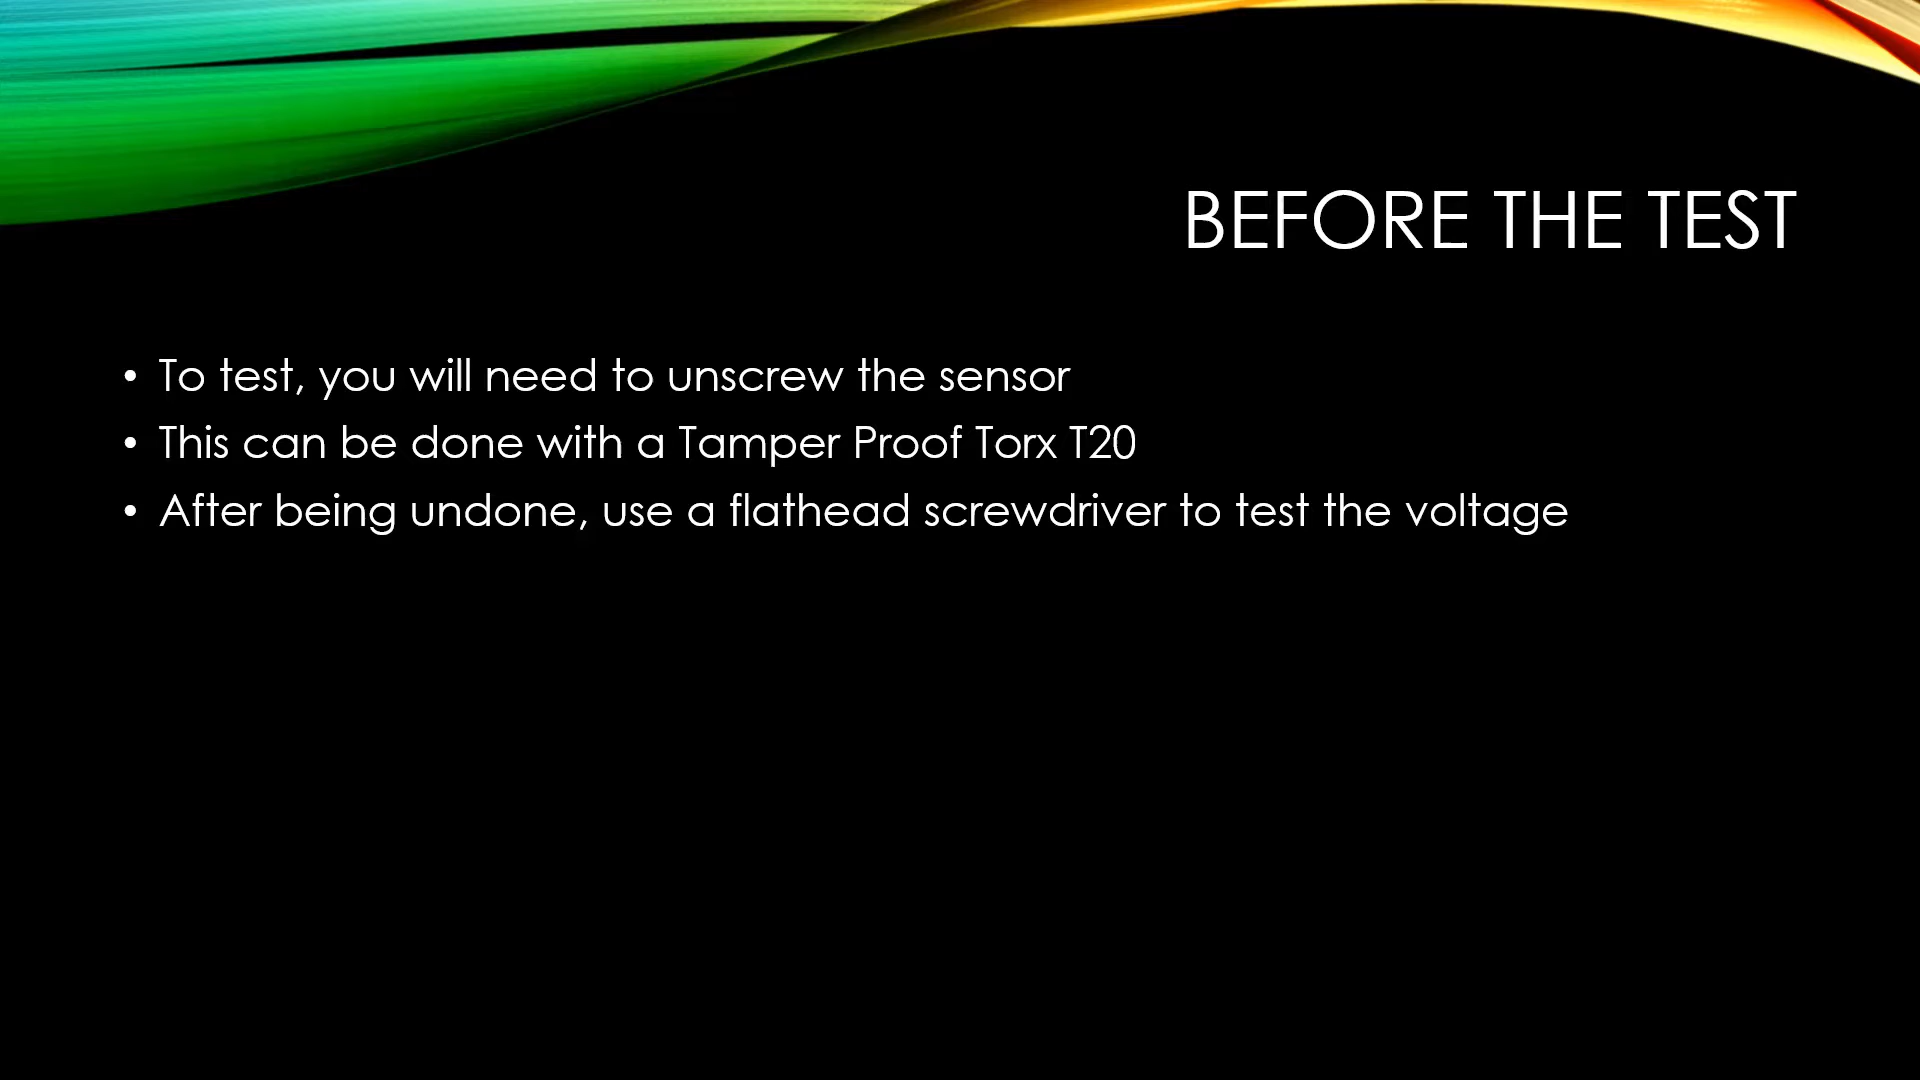 BEFORE THE TEST
• To test, you will need to unscrew the sensor
• This can be done with a Tamper Proof Torx T20
• After being undone, use a flathead screwdriver to test the voltage